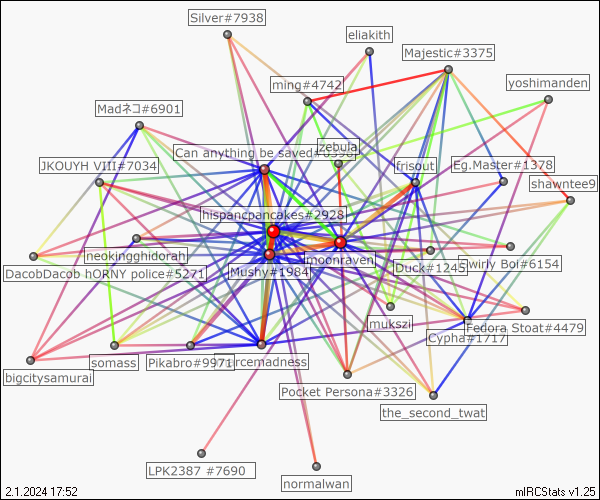 Silver#7938
eliakith
Majestic#3375
ming#4742
yoshimanden
Madネコ#6901
zebula
Can anything be saved?
JKOUYH VIII#7034
frisout
Eg.Master#1378
shawntee9
hispancpancakes#2928
neokingghidorah
moonraven
DacobDacob hORNY police#5271
Mushy#1984
Duck#1245
Swirly Boi#6154
mukszi
Fedora Stoat#4479
Cypha#1717
somass
Pikabro#9971
circemadness
bigcitysamurai
Pocket Persona#3326
the_second_twat
LPK2387 #7690
normalwan
2.1.2024 17:52
mIRCStats v1.25